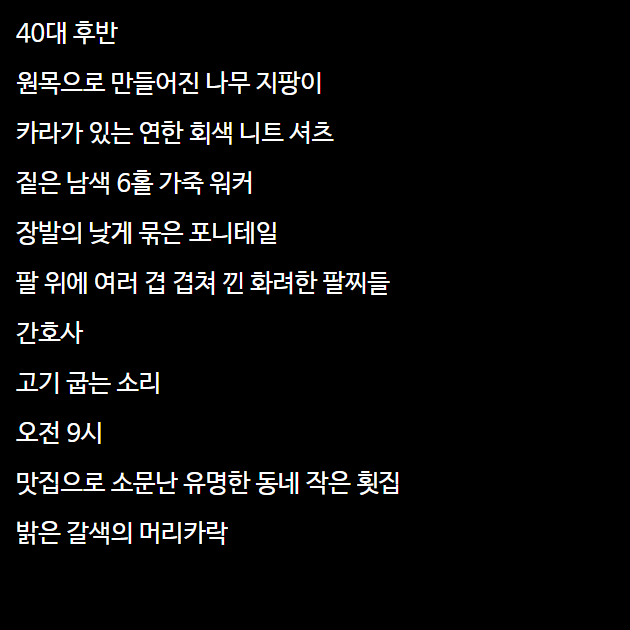 40대 후반
원목으로 만들어진 나무 지팡이
카라가 있는 연한 회색 니트 셔츠
짙은 남색 6홀 가죽 워커
장발의 낮게 묶은 포니테일
팔 위에 여러 겹 겹쳐 낀 화려한 팔찌들
간호사
고기 굽는 소리
오전 9시
맛집으로 소문난 유명한 동네 작은 횟집
밝은 갈색의 머리카락